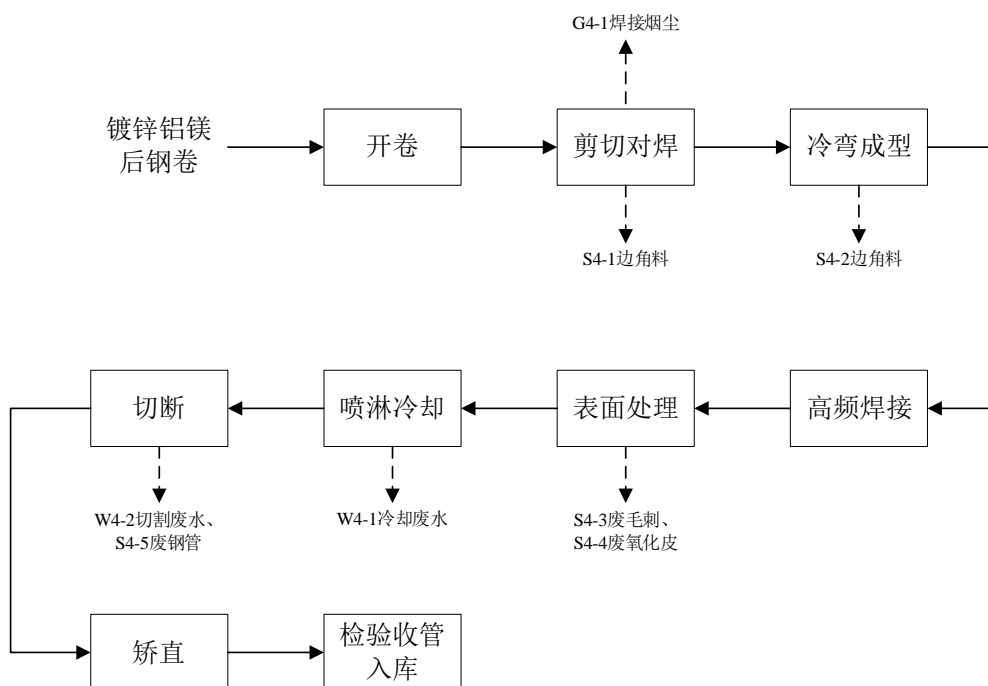 G4-1焊接烟尘
镀锌铝镁
后钢卷
开卷
剪切对焊
冷弯成型
S4-1边角料
S4-2边角料
切断
喷淋冷却
表面处理
高频焊接
W4-2切割废水、
S4-5废钢管
W4-1冷却废水
S4-3废毛刺、
S4-4废氧化皮
矫直
检验收管
入库